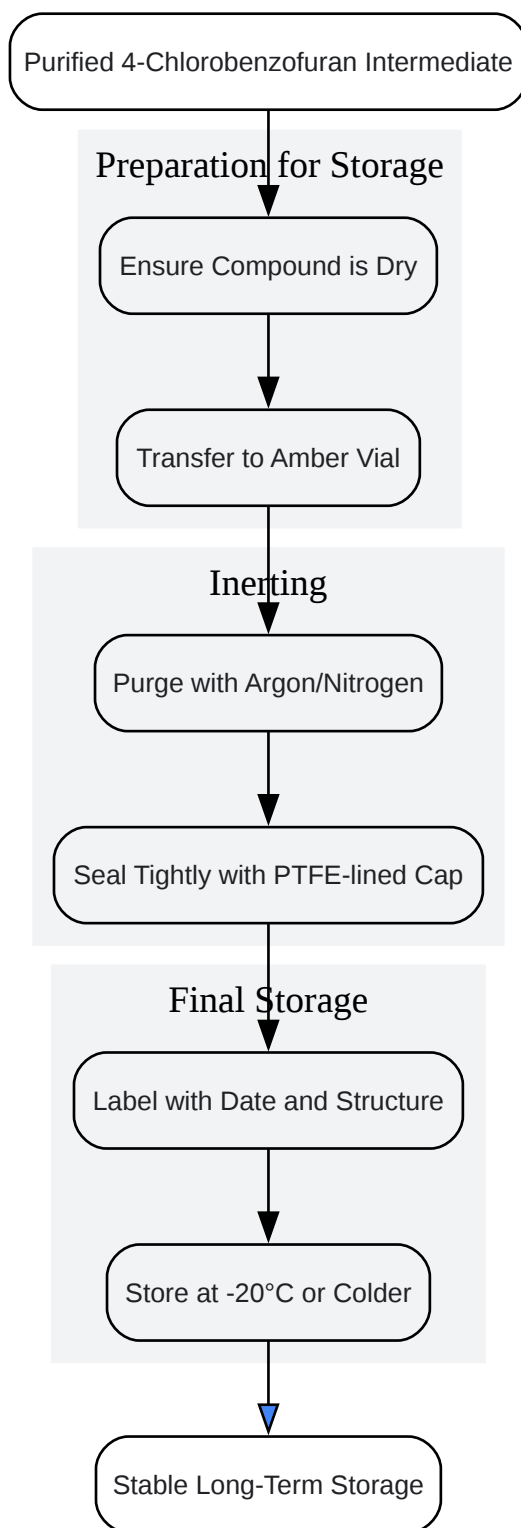 Purified 4-Chlorobenzofuran Intermediate
Preparation for Storage
Ensure Compound is Dry
Transfer to Amber Vial
Inerting
Purge with Argon/Nitrogen
Seal Tightly with PTFE-lined Cap
Final Storage
Label with Date and Structure
Store at -20°C or Colder
Stable Long-Term Storage